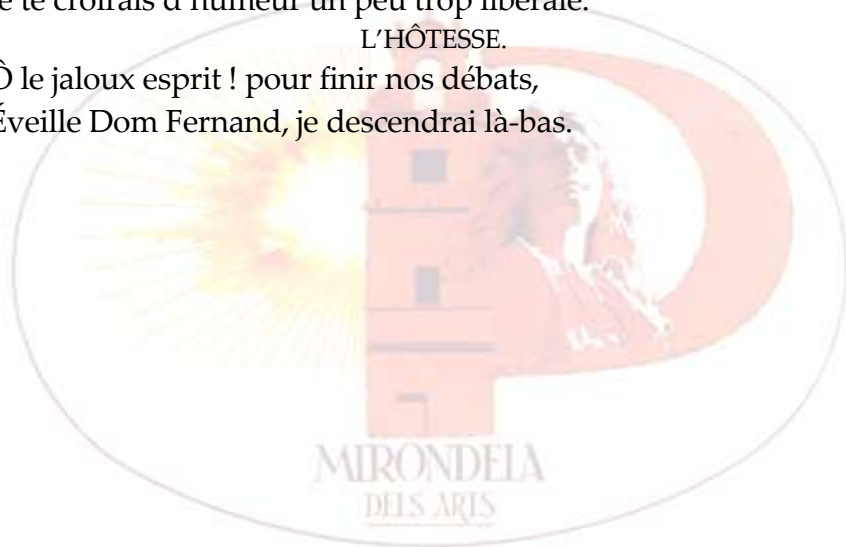 te croirais d'humeur un peu trop libérale.
L'HÔTESSE.
Ô le jaloux esprit ! pour finir nos débats,
Éveille Dom Fernand, je descendrai là-bas.
MIRONDELA
DELS ARTS